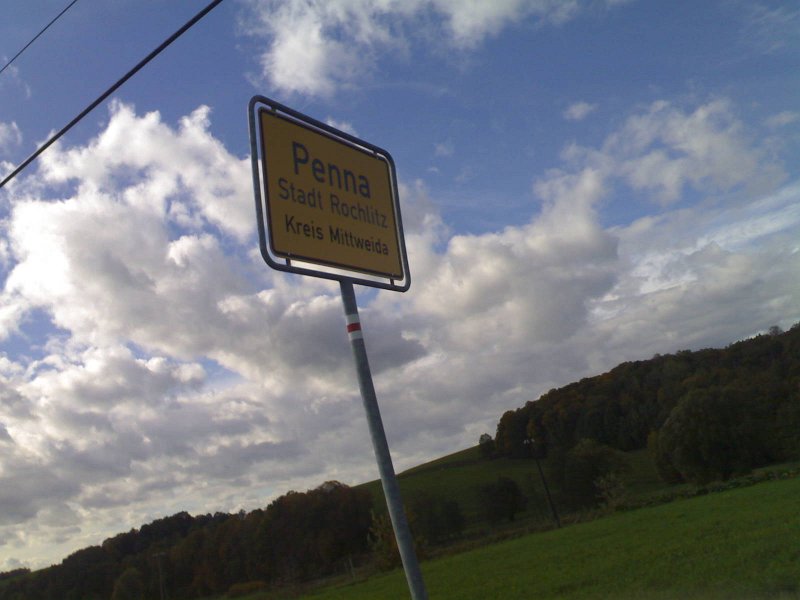 Penna
Stadt Rochlitz
Kreis Mittweida